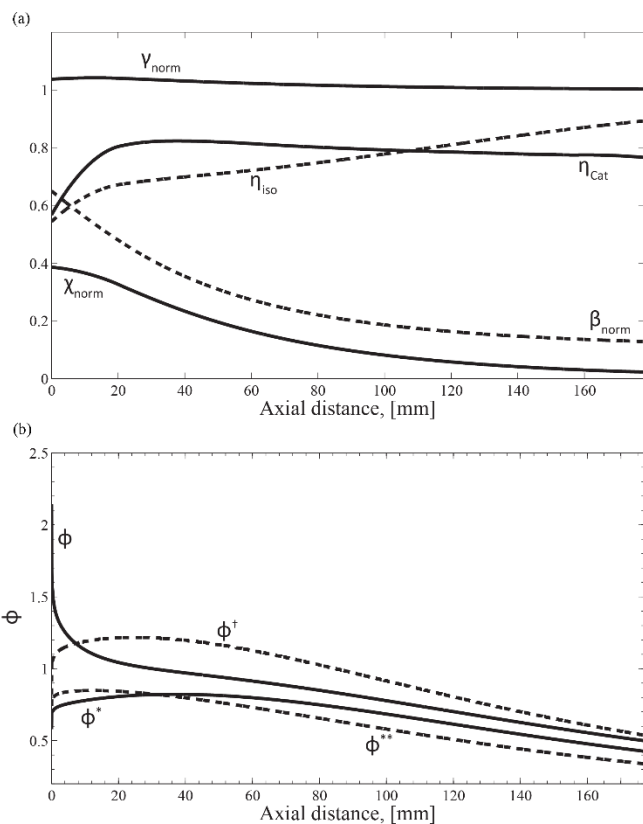 (a)
γnorm
1
0.8
ηiso
ηCat
0.6
0.4
χnorm
0.2
βnorm
0
0 20 40 60 80 100 120 140 160
Axial distance, [mm]
(b)
2.5
2
ϕ
1.5
ϕ
ϕ†
1
ϕ*
ϕ**
0.5
0 20 40 60 80 100 120 140 160
Axial distance, [mm]